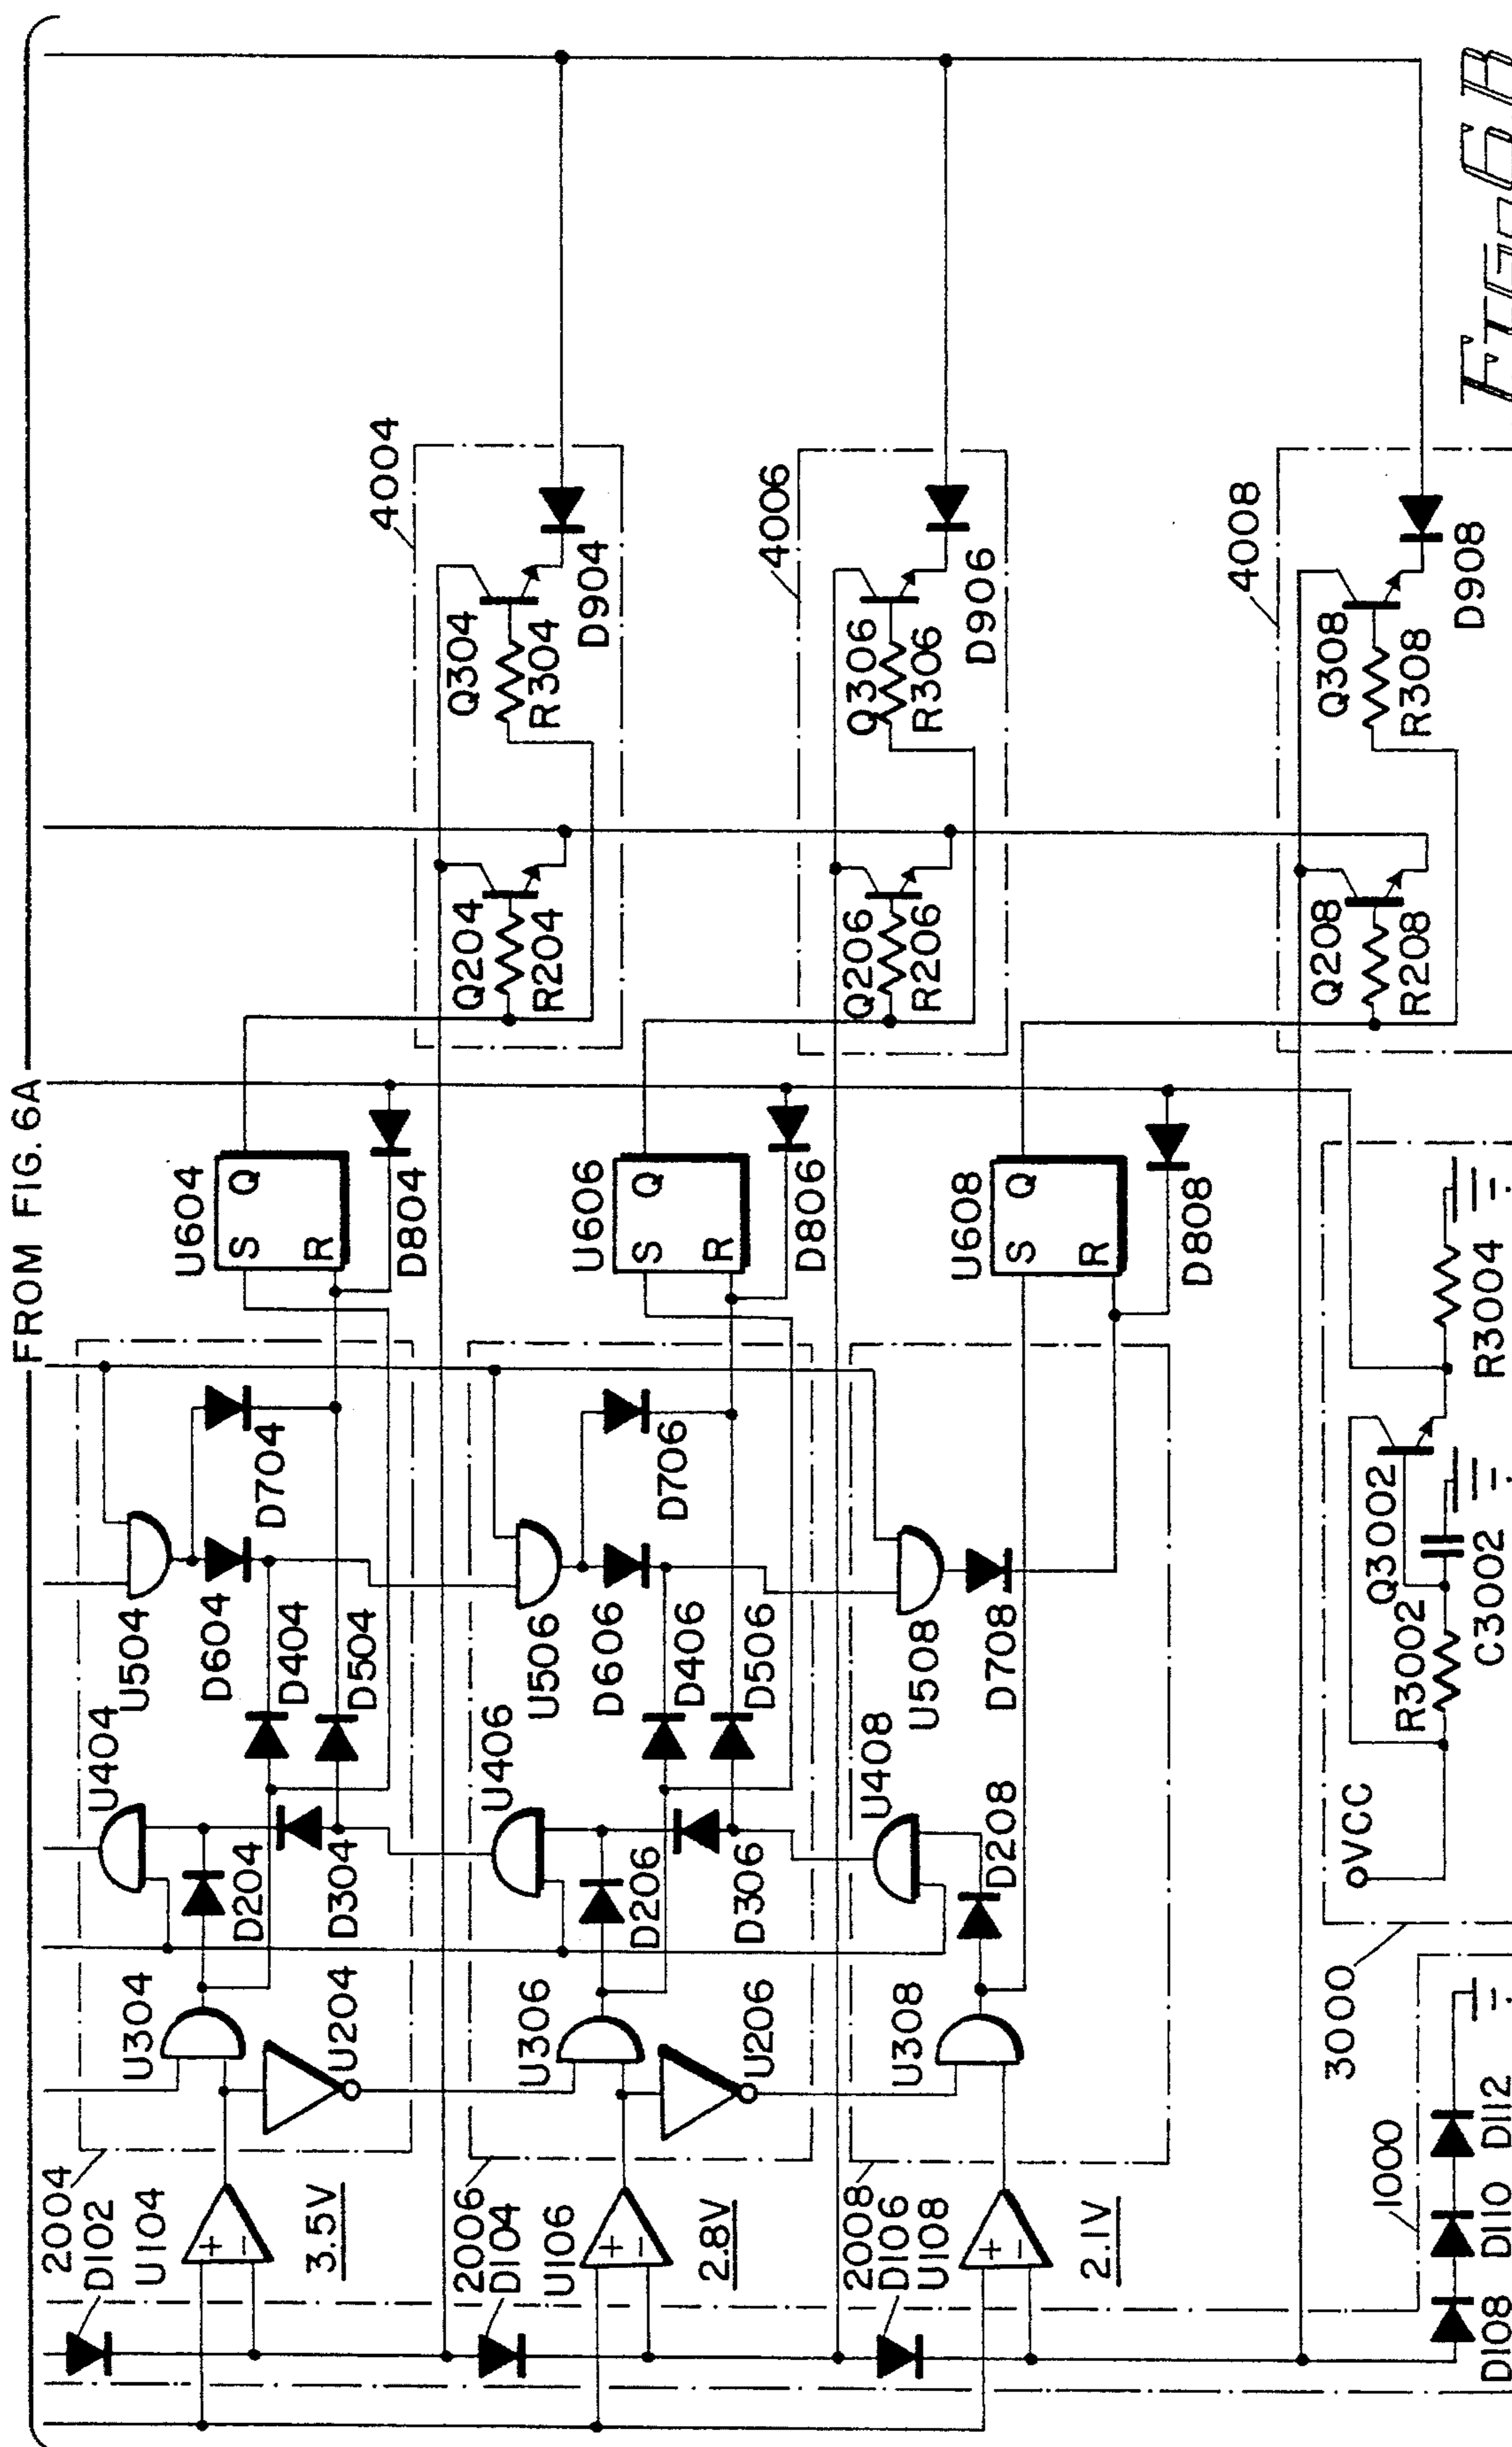 FROM FIG. 6A
2004
D102
U104
3.5V
U304
U204
D204
D304
U404
D404
D504
U504
D604
D704
U604
S
Q
R
D804
Q204
R204
4004
Q304
R304
D904
+
−
2006
D104
U106
2.8V
U306
U206
D206
D306
U406
D406
D506
U506
D606
D706
U606
S
Q
R
D806
Q206
R206
4006
Q306
R306
D906
+
−
2008
D106
U108
2.1V
U308
D208
U408
U508
D708
U608
S
Q
R
D808
Q208
R208
4008
Q308
R308
D908
+
−
1000
D108
D110
D112
3000
VCC
R3002
Q3002
C3002
R3004
FIG-6B